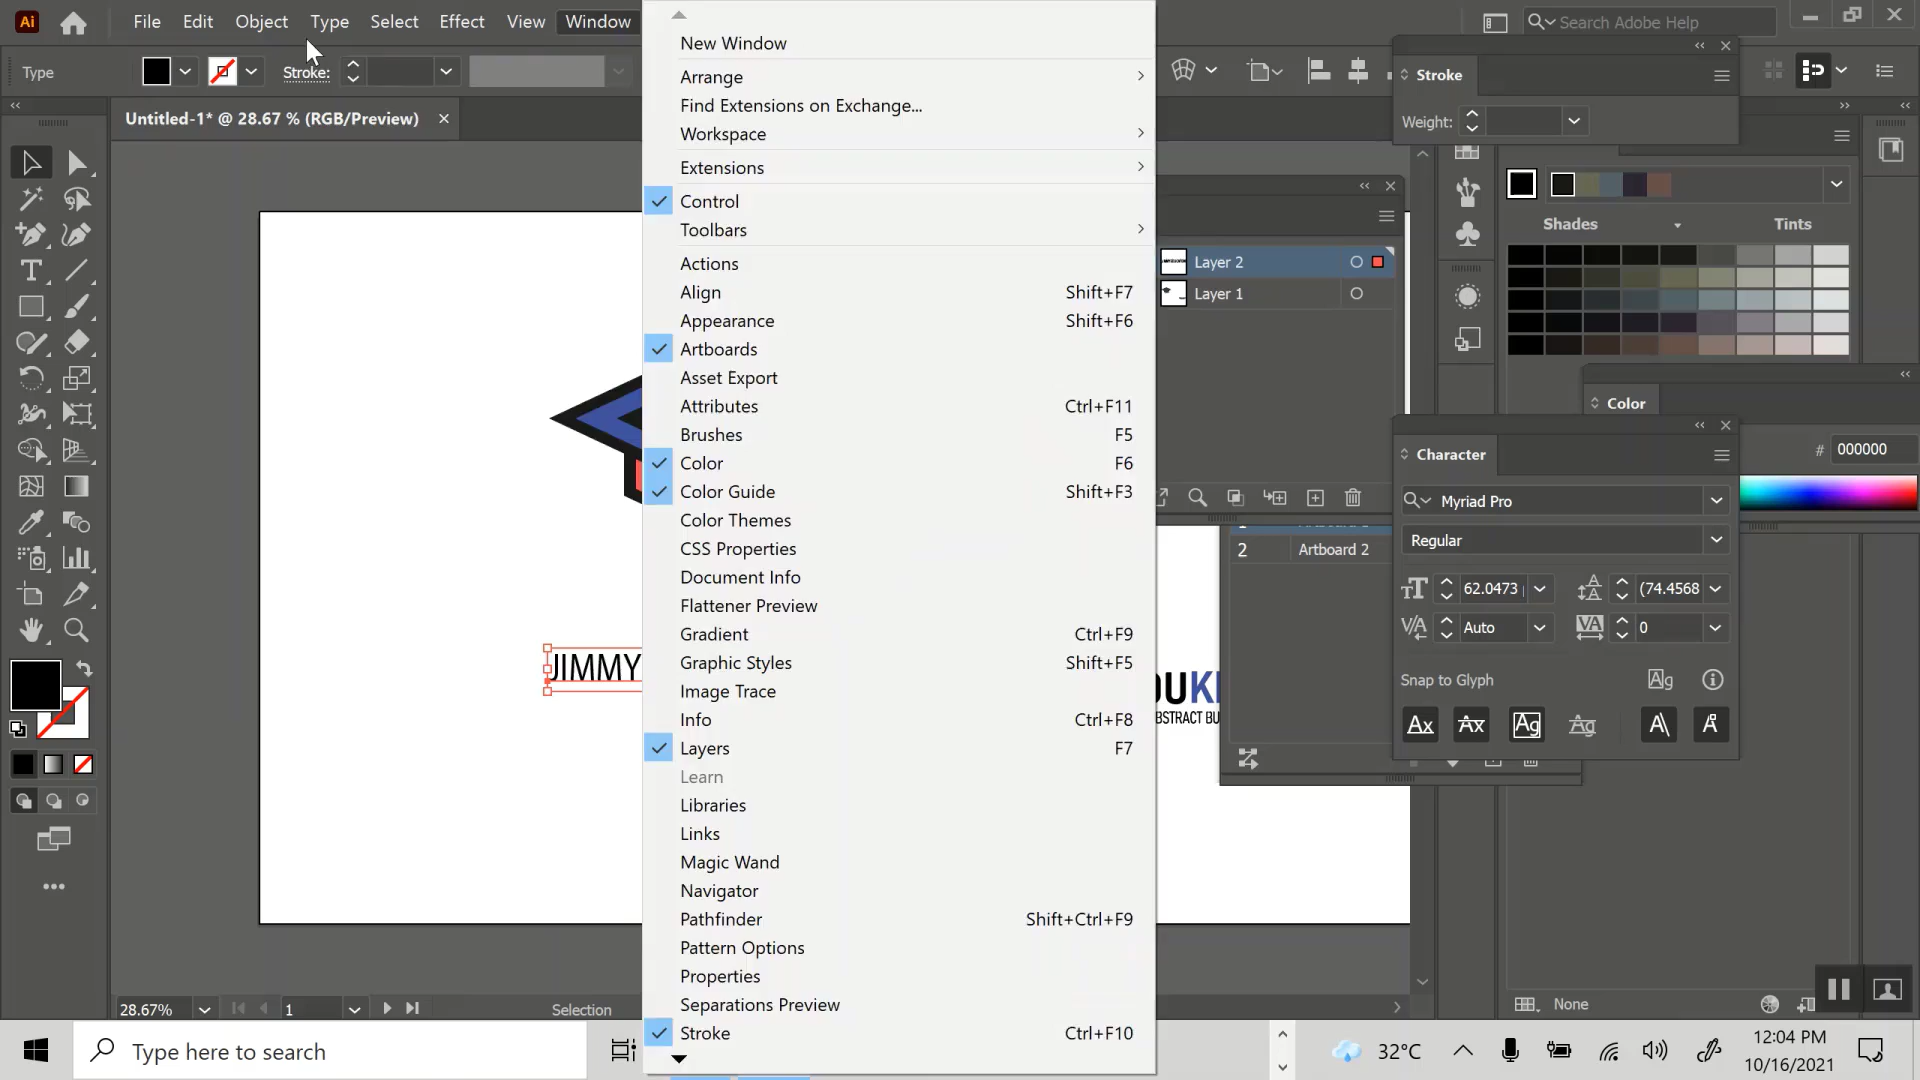 Ai
File Edit Object Type Select Effect View Window
Search Adobe Help
Type
Stroke:
Untitled-1* @ 28.67 % (RGB/Preview)
New Window
Arrange
Find Extensions on Exchange...
Workspace
Extensions
Control
Toolbars
Actions
Align Shift+F7
Appearance Shift+F6
Artboards
Asset Export
Attributes Ctrl+F11
Brushes F5
Color F6
Color Guide Shift+F3
Color Themes
CSS Properties
Document Info
Flattener Preview
Gradient Ctrl+F9
Graphic Styles Shift+F5
Image Trace
Info Ctrl+F8
Layers F7
Learn
Libraries
Links
Magic Wand
Navigator
Pathfinder Shift+Ctrl+F9
Pattern Options
Properties
Separations Preview
Stroke Ctrl+F10
JIMMY
Layer 2
Layer 1
2 Artboard 2
OUK
BSTRACT BU
Stroke
Weight:
Shades Tints
Color
# 000000
Character
Myriad Pro
Regular
62.0473
(74.4568
Auto
0
Snap to Glyph
None
28.67%
1
Selection
Type here to search
32°C
12:04 PM
10/16/2021